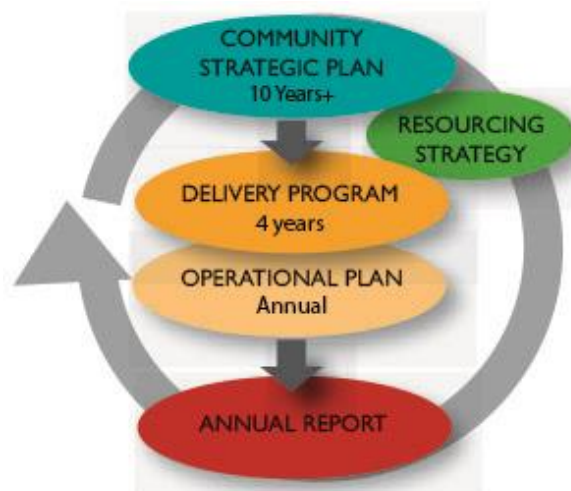 COMMUNITY
STRATEGIC PLAN
10 Years+
RESOURCING
STRATEGY
DELIVERY PROGRAM
4 years
OPERATIONAL PLAN
Annual
ANNUAL REPORT